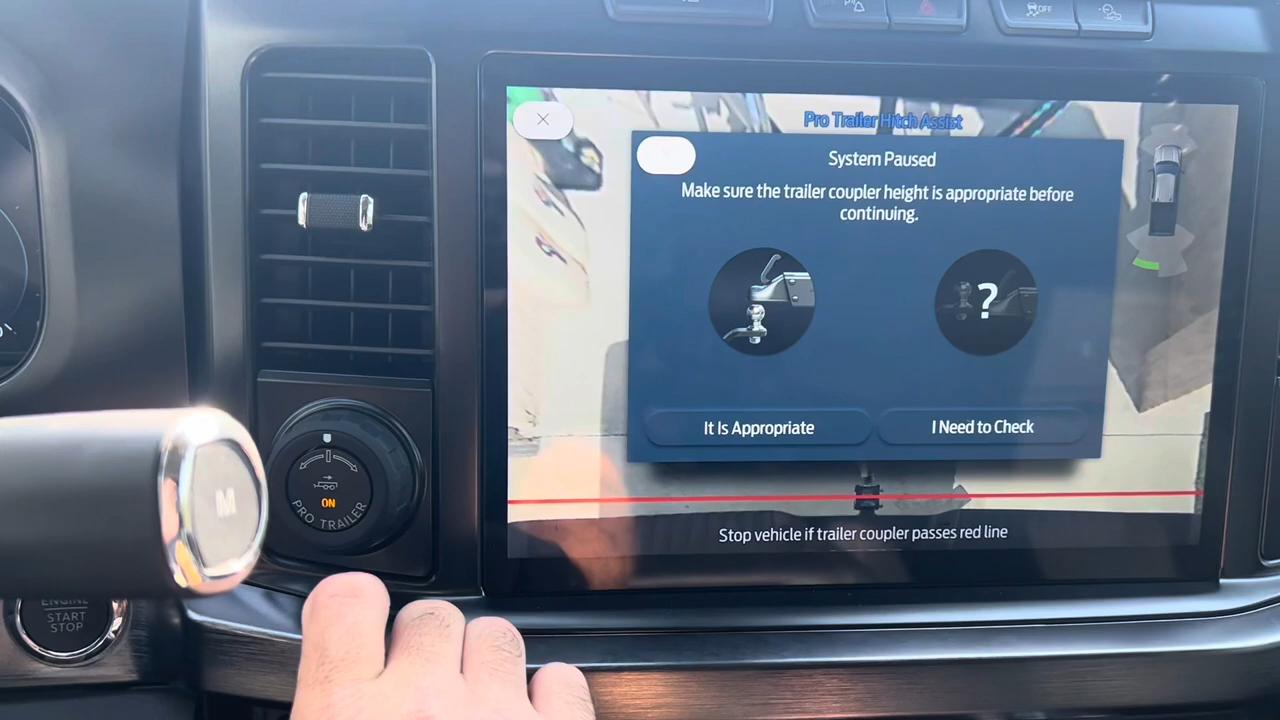 OFF
Pro Trailer Hitch Assist
System Paused
Make sure the trailer coupler height is appropriate before
continuing.
?
It Is Appropriate
I Need to Check
Stop vehicle if trailer coupler passes red line
ON
PRO TRAILER
M
ENGINE
START
STOP